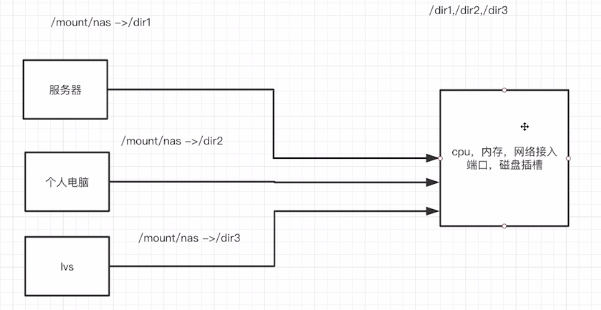 /mount/nas ->/dir1
/dir1,/dir2,/dir3
服务器
/mount/nas ->/dir2
cpu，内存，网络接入
端口，磁盘插槽
个人电脑
/mount/nas ->/dir3
lvs